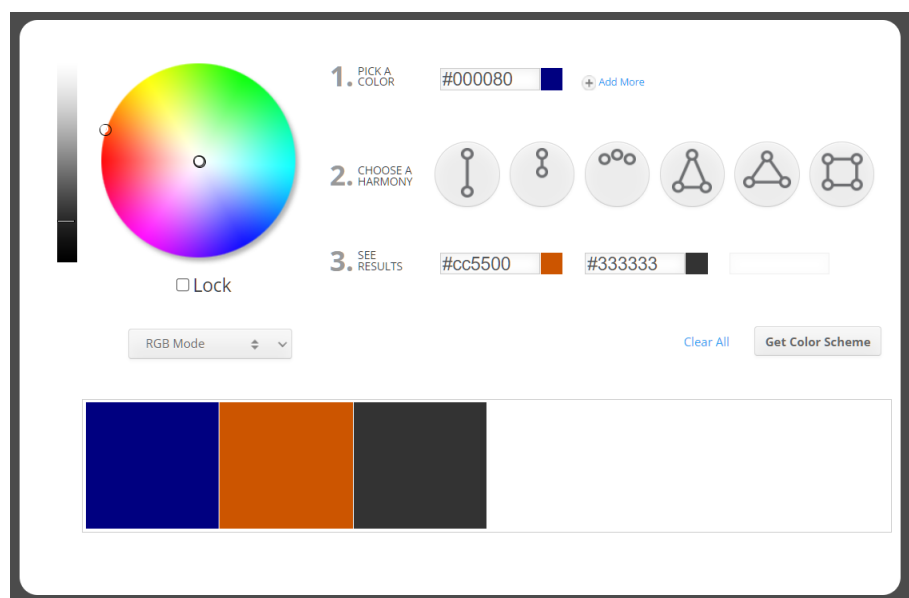 1. PICK A
COLOR
#000080
+ Add More
2. CHOOSE A
HARMONY
3. SEE
RESULTS
#cc5500
#333333
Lock
RGB Mode
Clear All
Get Color Scheme